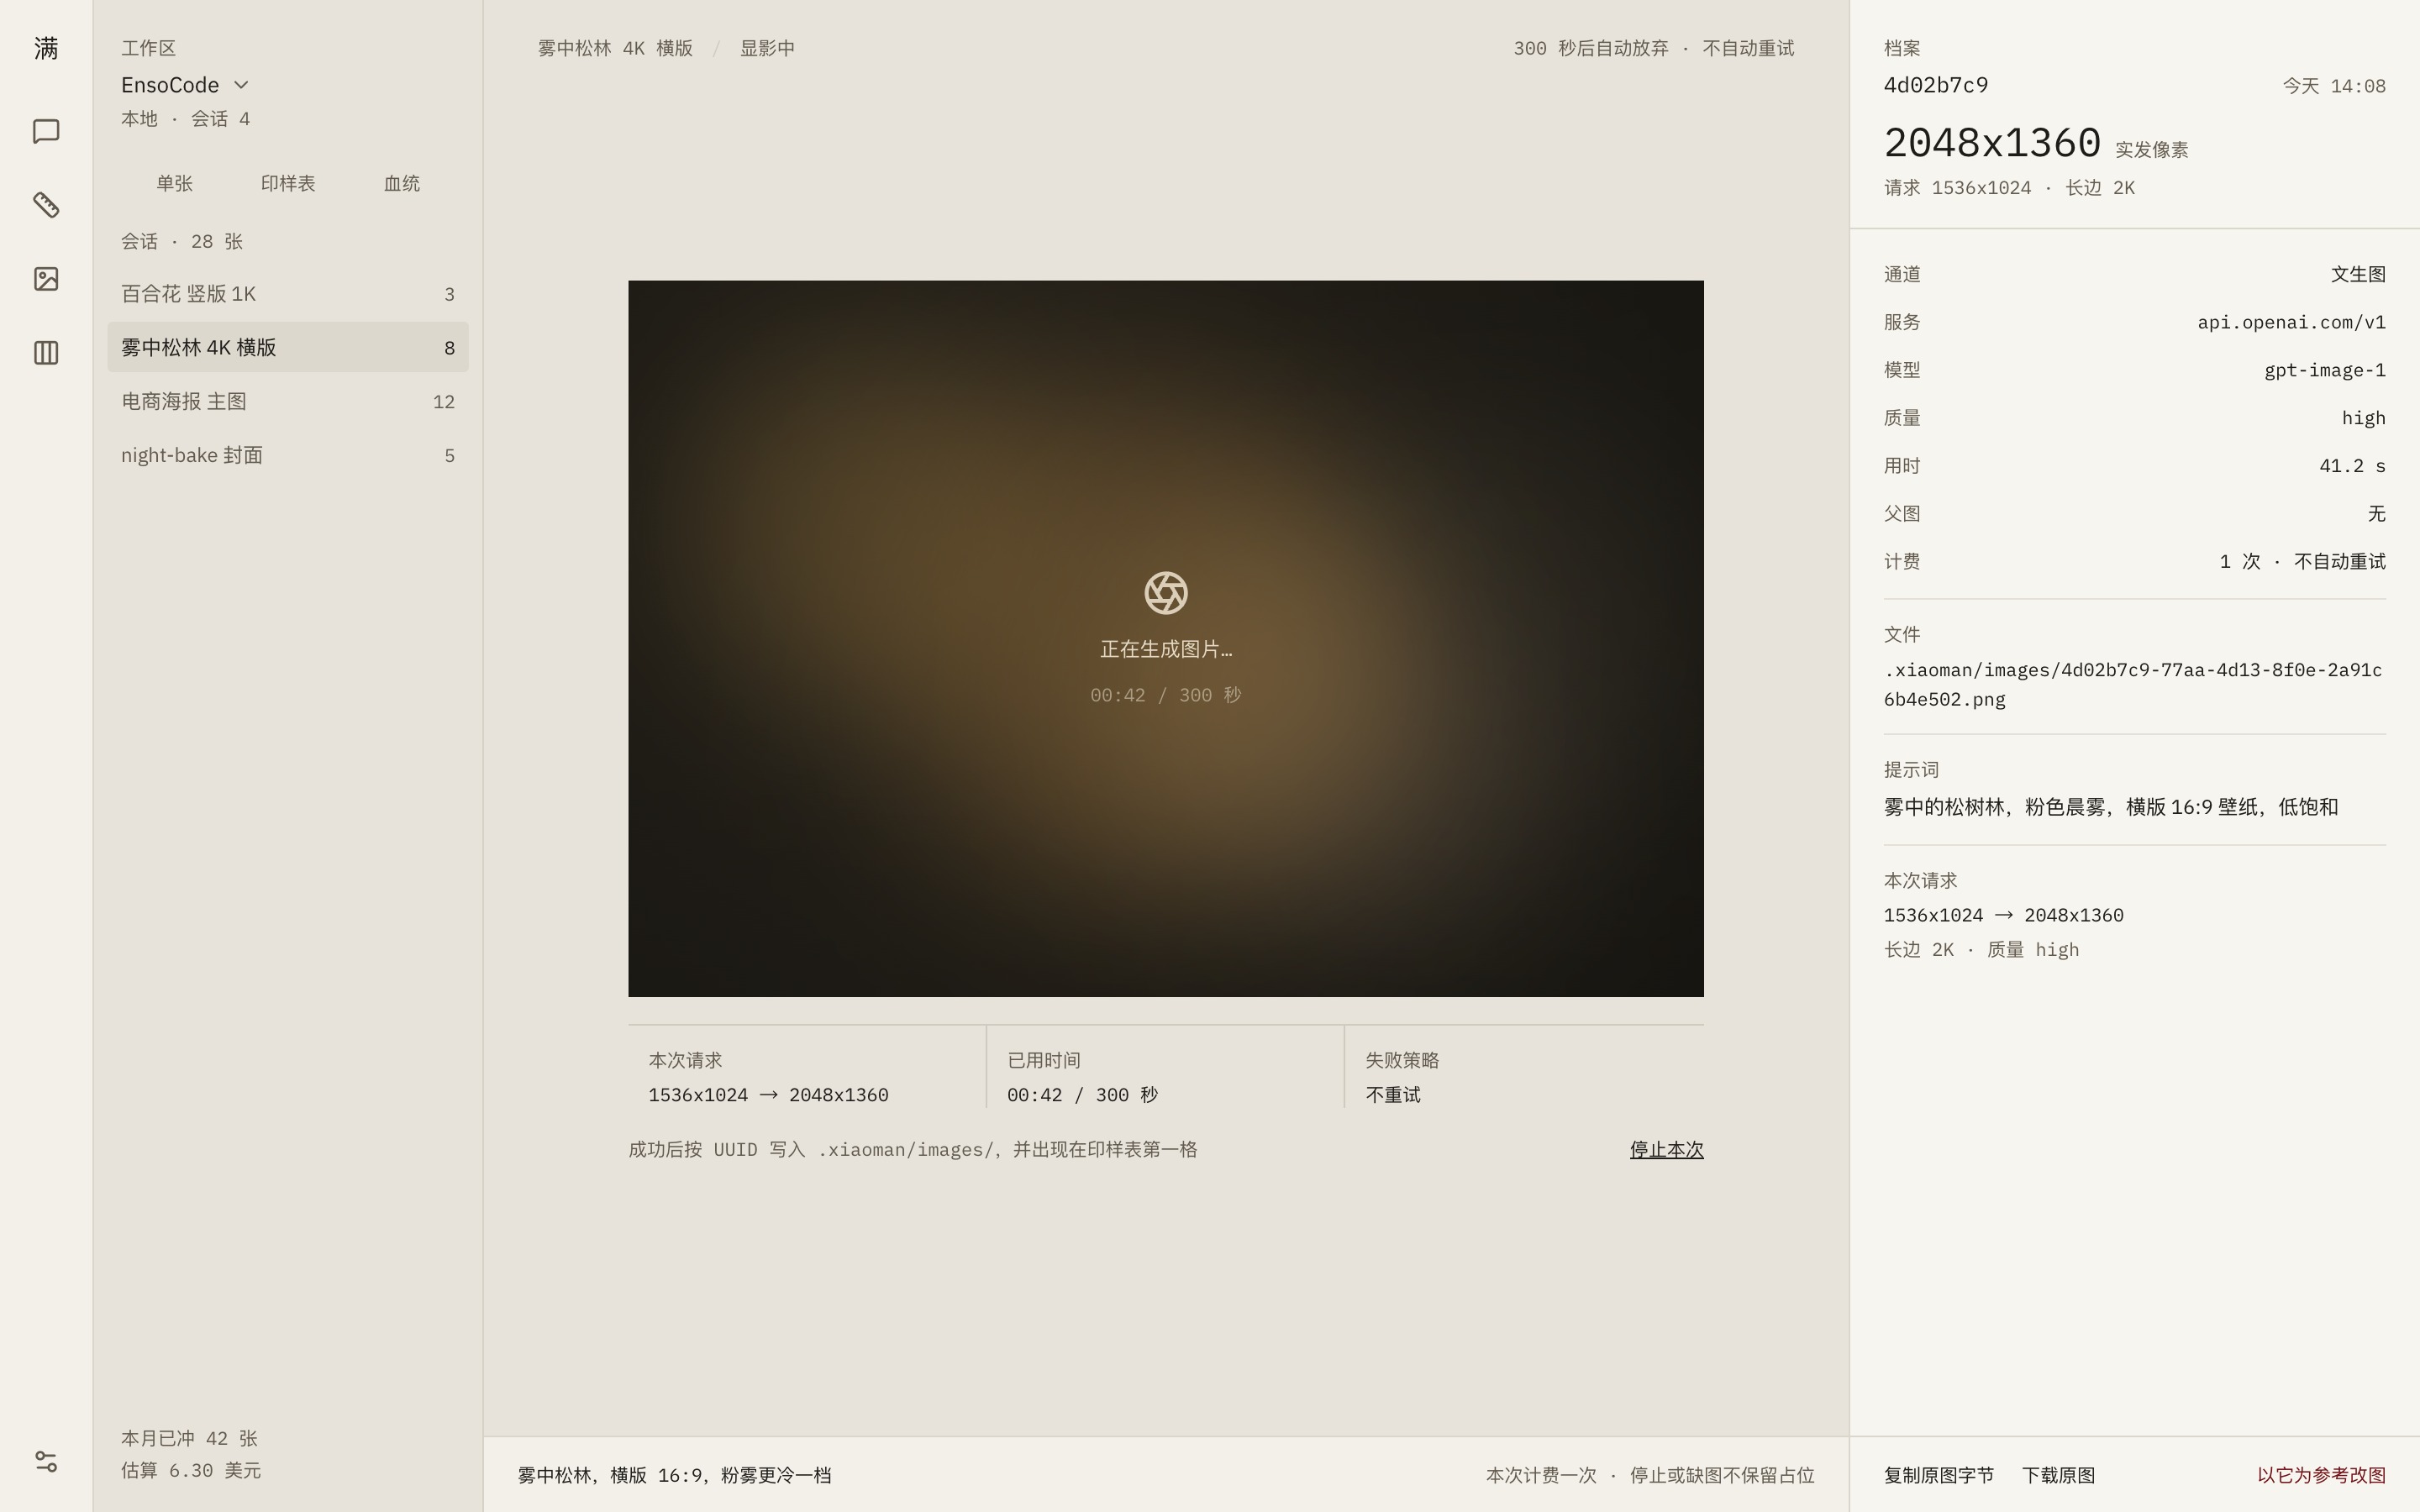 满
工作区
EnsoCode
本地 · 会话 4
单张 印样表 血统
会话 · 28 张
百合花 竖版 1K 3
雾中松林 4K 横版 8
电商海报 主图 12
night-bake 封面 5
本月已冲 42 张
估算 6.30 美元
雾中松林 4K 横版 / 显影中
300 秒后自动放弃 · 不自动重试
正在生成图片…
00:42 / 300 秒
本次请求
1536x1024 → 2048x1360
已用时间
00:42 / 300 秒
失败策略
不重试
成功后按 UUID 写入 .xiaoman/images/，并出现在印样表第一格
停止本次
雾中松林，横版 16:9，粉雾更冷一档
本次计费一次 · 停止或缺图不保留占位
档案
4d02b7c9 今天 14:08
2048x1360 实发像素
请求 1536x1024 · 长边 2K
通道 文生图
服务 api.openai.com/v1
模型 gpt-image-1
质量 high
用时 41.2 s
父图 无
计费 1 次 · 不自动重试
文件
.xiaoman/images/4d02b7c9-77aa-4d13-8f0e-2a91c
6b4e502.png
提示词
雾中的松树林，粉色晨雾，横版 16:9 壁纸，低饱和
本次请求
1536x1024 → 2048x1360
长边 2K · 质量 high
复制原图字节 下载原图 以它为参考改图